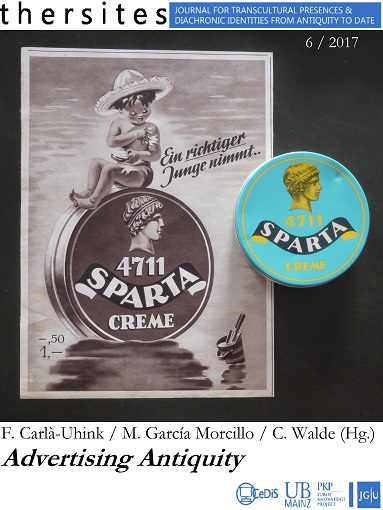 thersites
JOURNAL FOR TRANSCULTURAL PRESENCES &
DIACHRONIC IDENTITIES FROM ANTIQUITY TO DATE
6 / 2017
Ein richtiger
Junge nimmt..
4711
SPARTA
CREME
-,50
1,-
4711
SPARTA
CREME
F. Carlà-Uhink / M. García Morcillo / C. Walde (Hg.)
Advertising Antiquity
CeDiS
UB
MAINZ
PKP
PUBLIC
KNOWLEDGE
PROJECT
JG|U